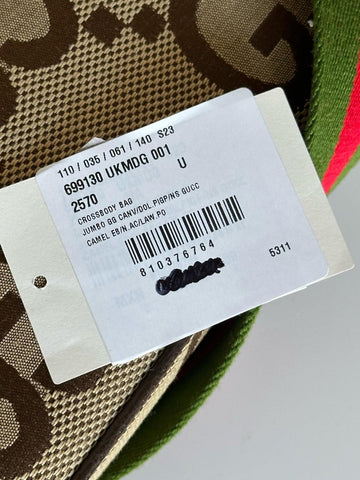 110 / 035 / 061 / 140 S23
699130 UKMDG 001
2570 U
CROSSBODY BAG
JUMBO GG CANV/DOL.PIGP/NS GUCC
CAMEL EB/N.AC/LAW.PO
810376764
5311